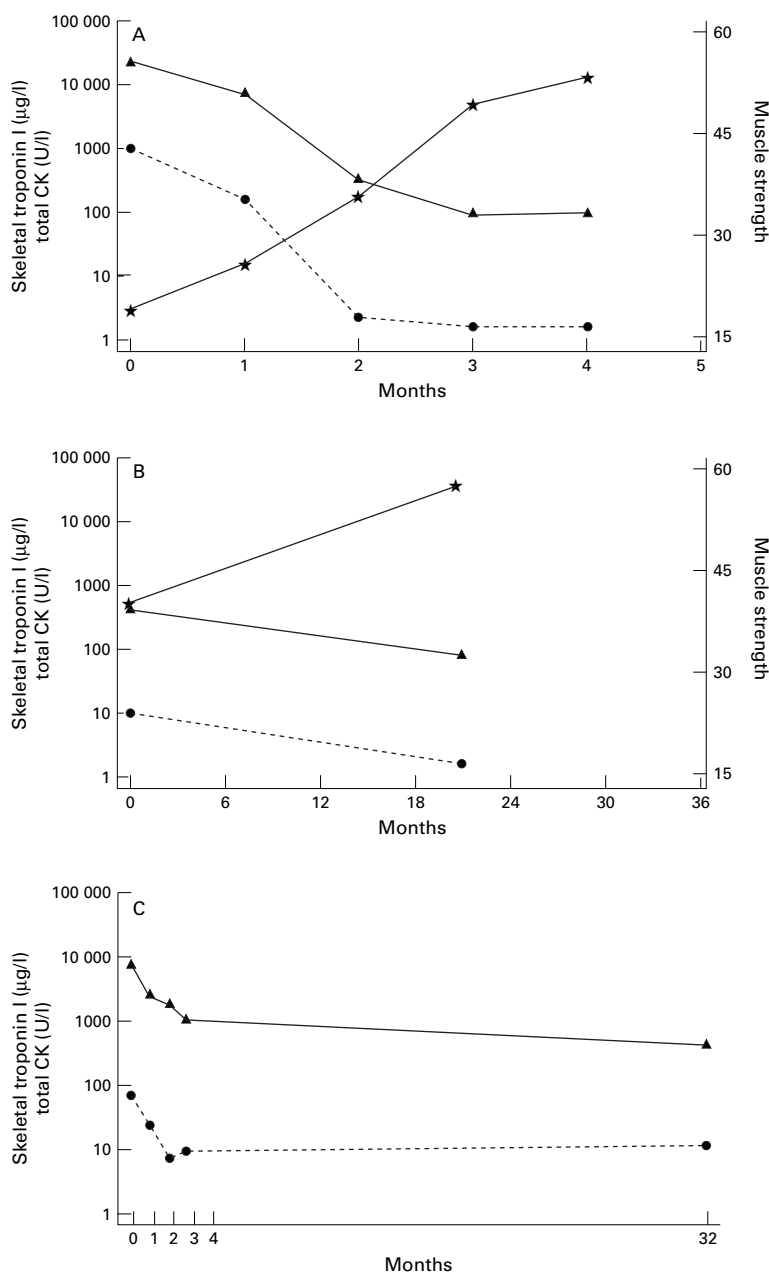 A
100 000
10 000
1000
100
10
1
Skeletal troponin I (μg/l)
total CK (U/l)
60
45
30
15
Muscle strength
0 1 2 3 4 5
Months
B
100 000
10 000
1000
100
10
1
Skeletal troponin I (μg/l)
total CK (U/l)
60
45
30
15
Muscle strength
0 6 12 18 24 30 36
Months
C
100 000
10 000
1000
100
10
1
Skeletal troponin I (μg/l)
total CK (U/l)
0 1 2 3 4 32
Months